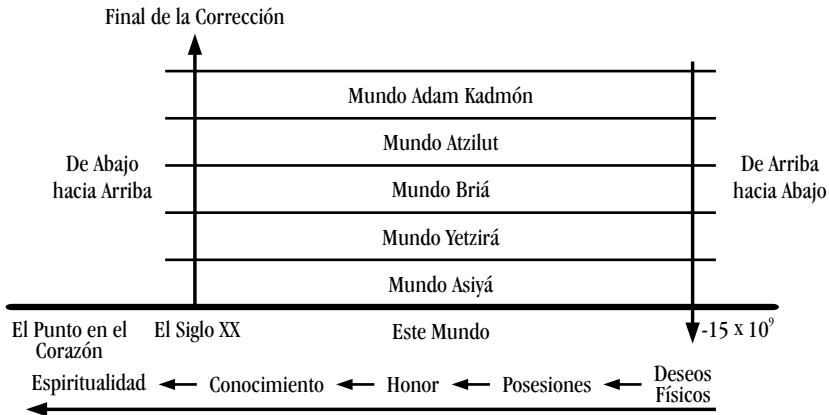 Final de la Corrección
Mundo Adam Kadmón
Mundo Atzilut
De Abajo
hacia Arriba
De Arriba
hacia Abajo
Mundo Briá
Mundo Yetzirá
Mundo Asiyá
El Punto en el
Corazón
El Siglo XX
Este Mundo
-15 x 10⁹
Espiritualidad
Conocimiento
Honor
Posesiones
Deseos
Físicos